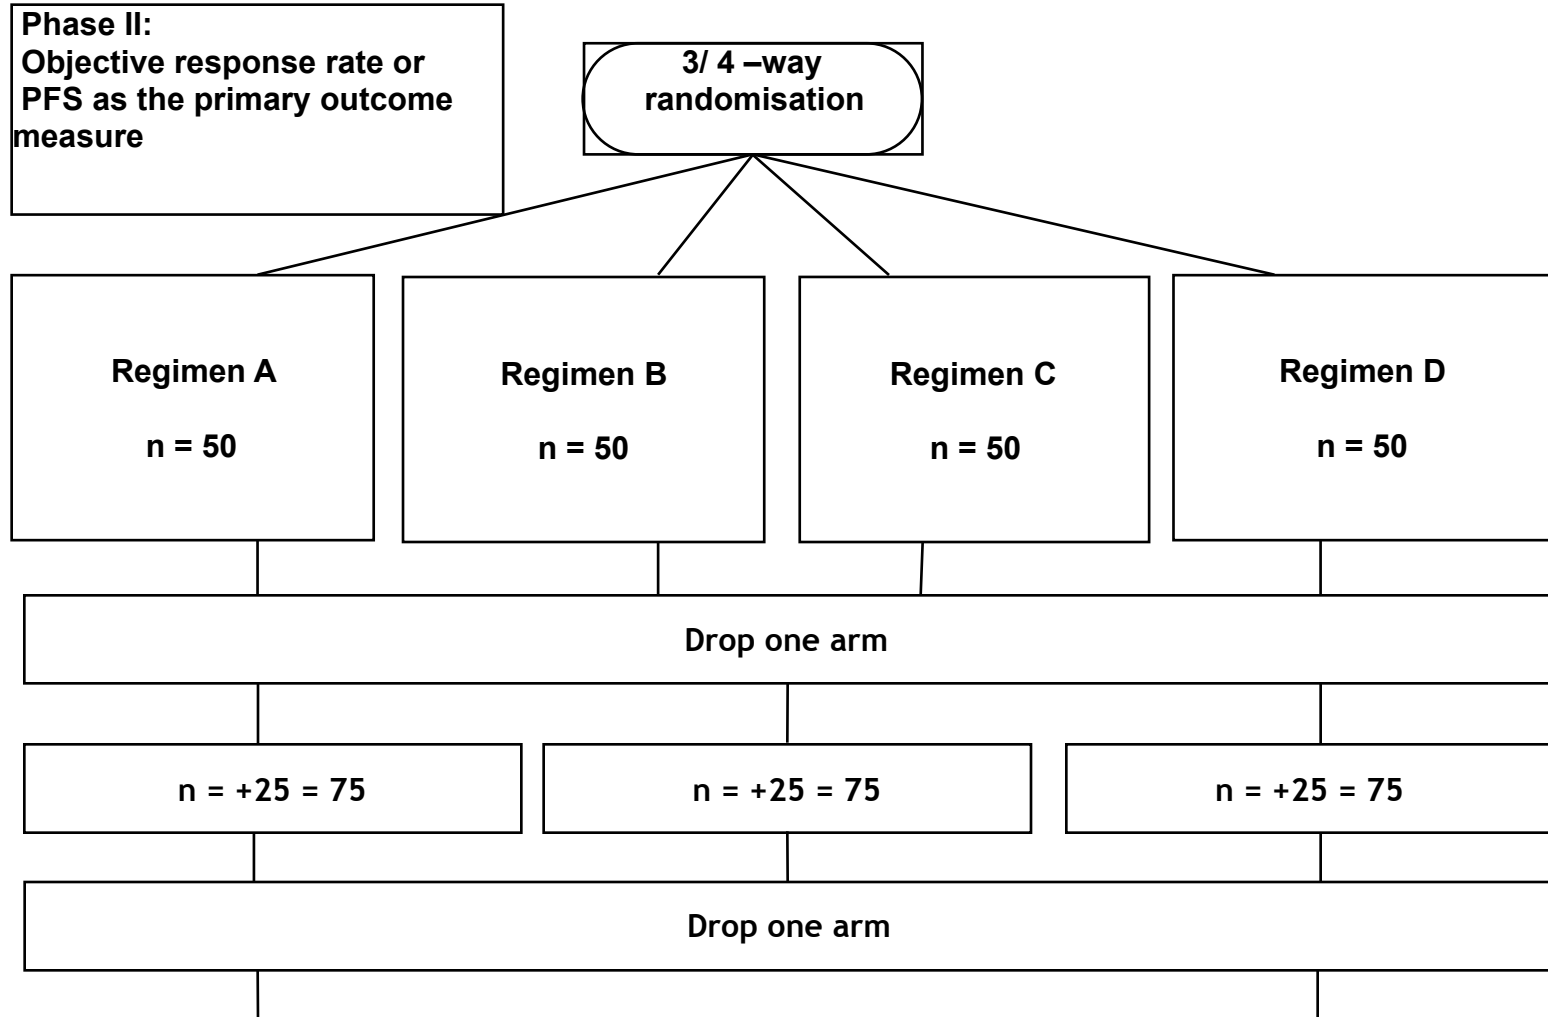 Phase II:
Objective response rate or
PFS as the primary outcome
measure
3/ 4 –way
randomisation
Regimen A
n = 50
Regimen B
n = 50
Regimen C
n = 50
Regimen D
n = 50
Drop one arm
n = +25 = 75
n = +25 = 75
n = +25 = 75
Drop one arm